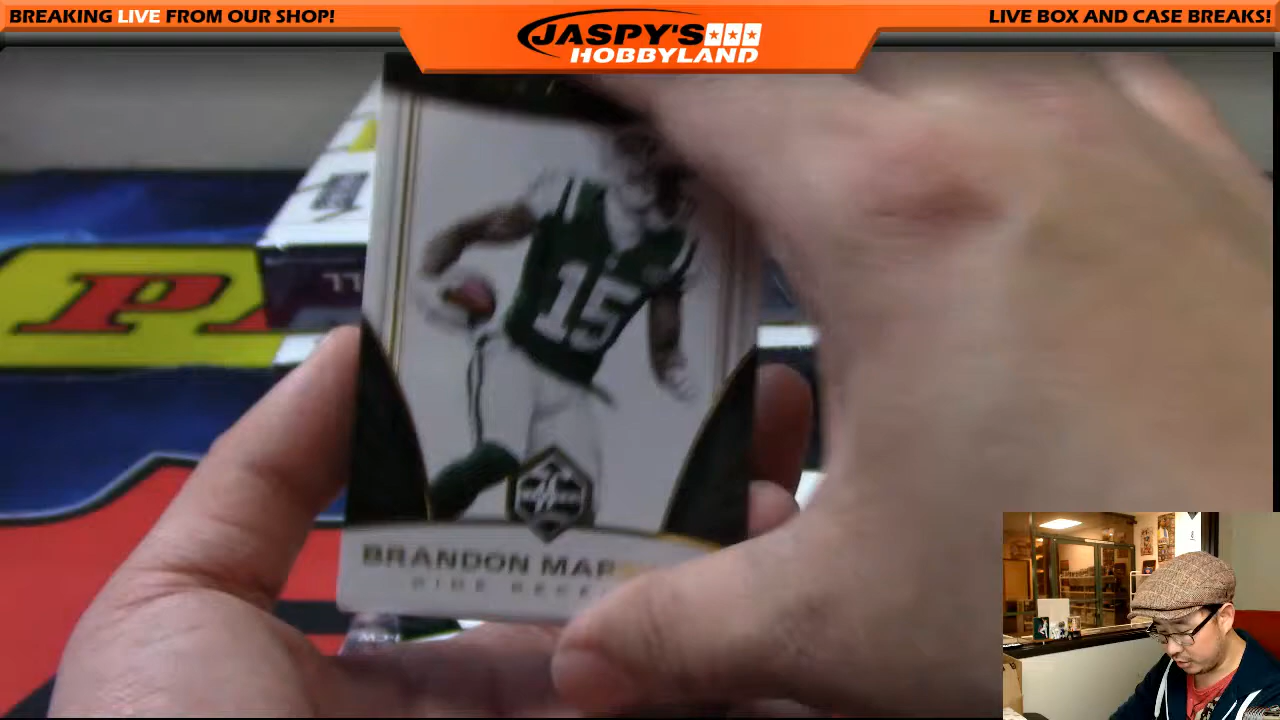 BREAKING LIVE FROM OUR SHOP!
JASPY'S
HOBBYLAND
LIVE BOX AND CASE BREAKS!
15
BRANDON MAR